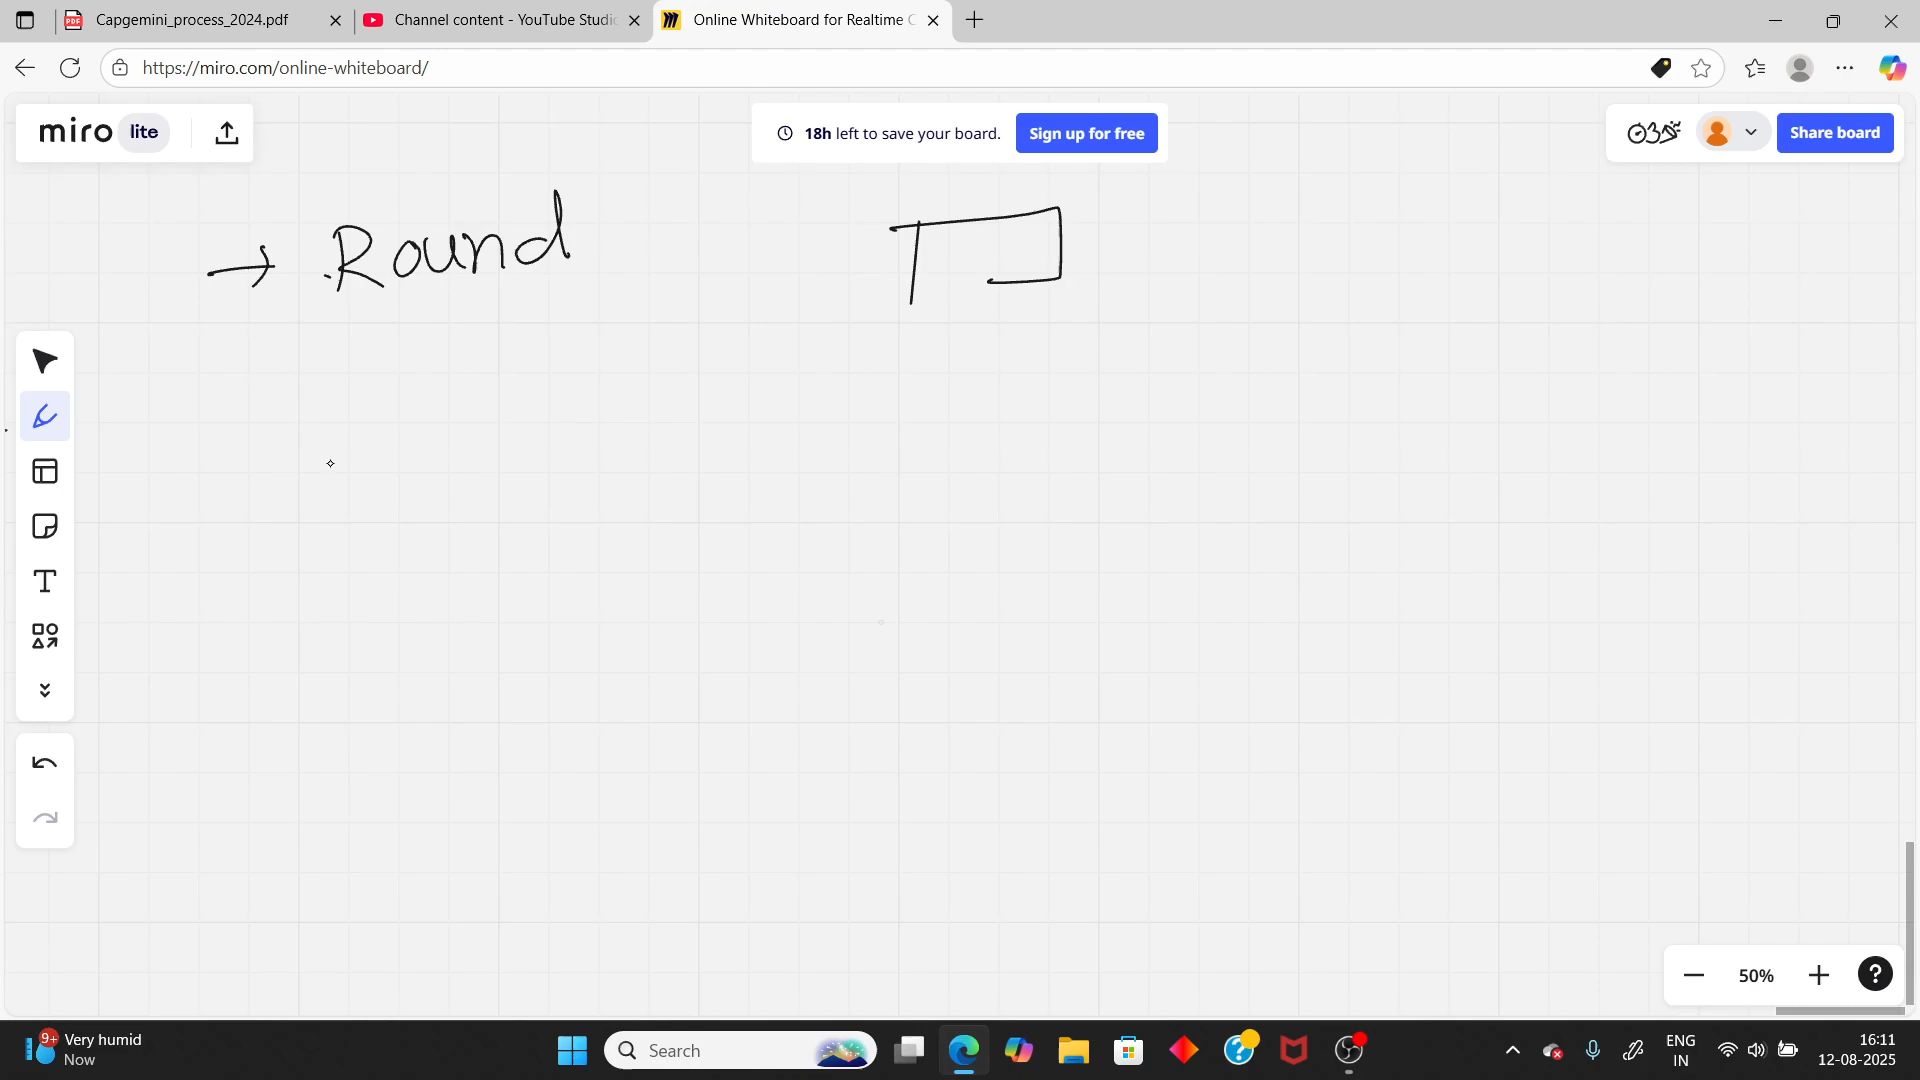 Capgemini_process_2024.pdf
Channel content - YouTube Studio
Online Whiteboard for Realtime C
https://miro.com/online-whiteboard/
miro lite
18h left to save your board.
Sign up for free
Share board
→ Round
T
50%
?
9+
Very humid
Now
Search
ENG
IN
16:11
12-08-2025